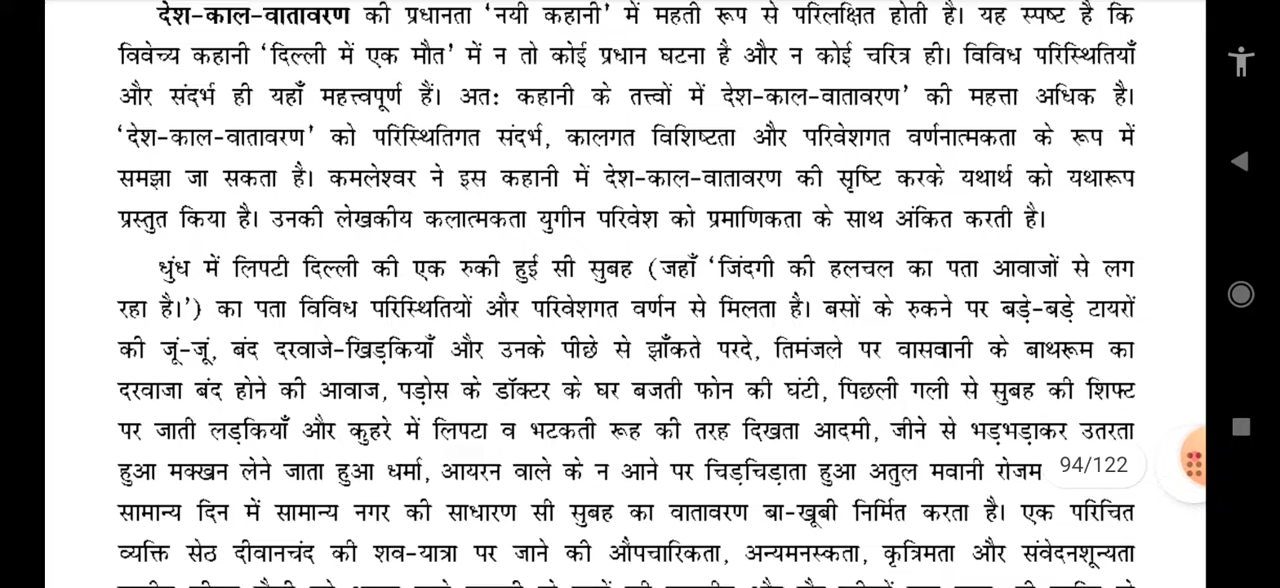 देश-काल-वातावरण की प्रधानता ‘नयी कहानी’ में महती रूप से परिलक्षित होती है। यह स्पष्ट है कि
विवेच्य कहानी ‘दिल्ली में एक मौत’ में न तो कोई प्रधान घटना है और न कोई चरित्र ही। विविध परिस्थितियाँ
और संदर्भ ही यहाँ महत्त्वपूर्ण हैं। अतः कहानी के तत्त्वों में देश-काल-वातावरण’ की महत्ता अधिक है।
‘देश-काल-वातावरण’ को परिस्थितिगत संदर्भ, कालगत विशिष्टता और परिवेशगत वर्णनात्मकता के रूप में
समझा जा सकता है। कमलेश्वर ने इस कहानी में देश-काल-वातावरण की सृष्टि करके यथार्थ को यथारूप
प्रस्तुत किया है। उनकी लेखकीय कलात्मकता युगीन परिवेश को प्रमाणिकता के साथ अंकित करती है।
धुंध में लिपटी दिल्ली की एक रुकी हुई सी सुबह (जहाँ ‘जिंदगी की हलचल का पता आवाजों से लग
रहा है।’) का पता विविध परिस्थितियों और परिवेशगत वर्णन से मिलता है। बसों के रुकने पर बड़े-बड़े टायरों
की जूं-जूं, बंद दरवाजे-खिड़कियाँ और उनके पीछे से झाँकते परदे, तिमंजले पर वासवानी के बाथरूम का
दरवाजा बंद होने की आवाज, पड़ोस के डॉक्टर के घर बजती फोन की घंटी, पिछली गली से सुबह की शिफ्ट
पर जाती लड़कियाँ और कुहरे में लिपटा व भटकती रूह की तरह दिखता आदमी, जीने से भड़भड़ाकर उतरता
हुआ मक्खन लेने जाता हुआ धर्मा, आयरन वाले के न आने पर चिड़चिड़ाता हुआ अतुल मवानी रोजम 94/122
सामान्य दिन में सामान्य नगर की साधारण सी सुबह का वातावरण बा-खूबी निर्मित करता है। एक परिचित
व्यक्ति सेठ दीवानचंद की शव-यात्रा पर जाने की औपचारिकता, अन्यमनस्कता, कृत्रिमता और संवेदनशून्यता